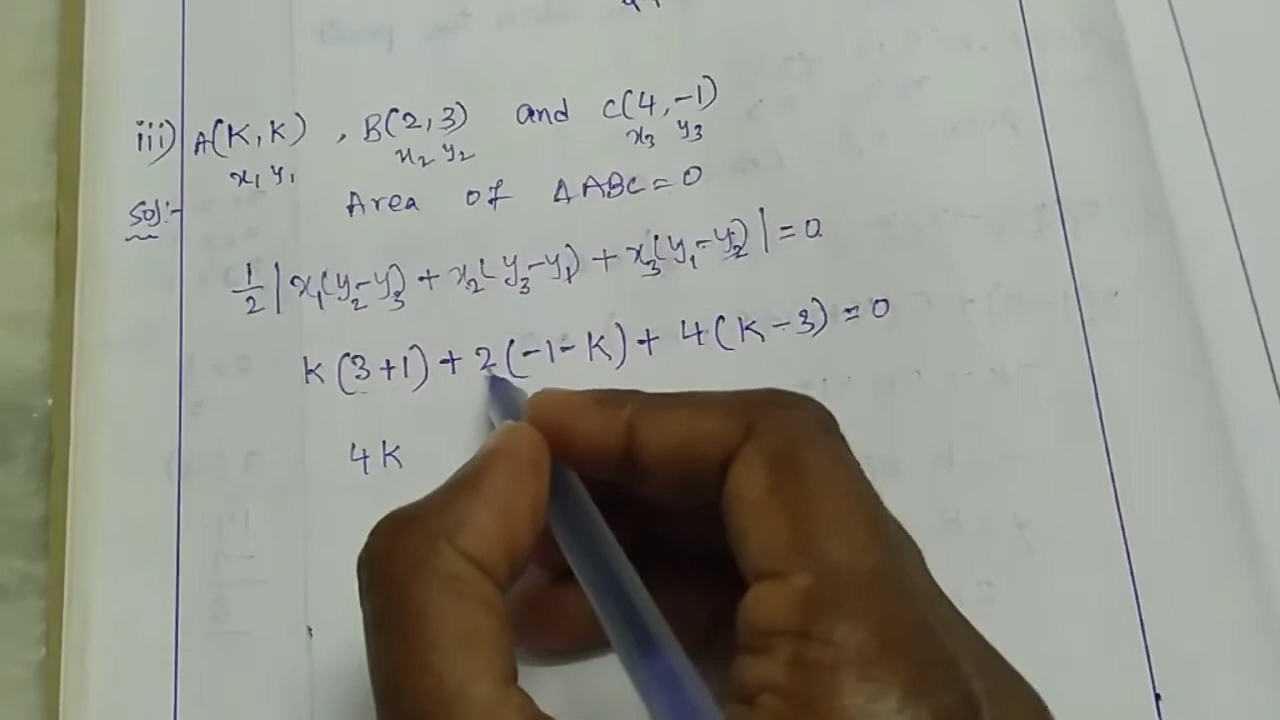 iii) A(K, K) , B(2, 3) and C(4, -1)
x₁ y₁ x₂ y₂ x₃ y₃
Sol:- Area of ΔABC = 0
1/2 | x₁(y₂-y₃) + x₂(y₃-y₁) + x₃(y₁-y₂) | = 0
K(3+1) + 2(-1-K) + 4(K-3) = 0
4K